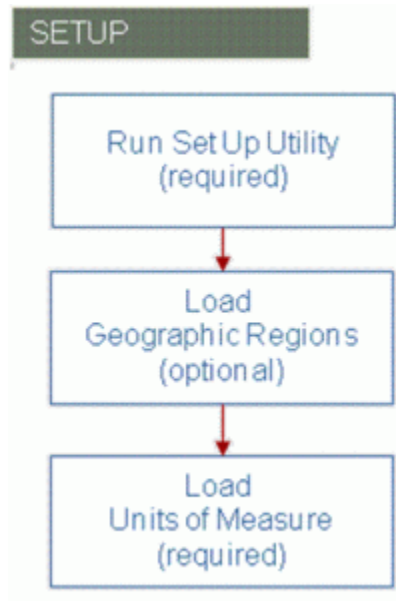 SETUP
Run Set Up Utility
(required)
Load
Geographic Regions
(optional)
Load
Units of Measure
(required)